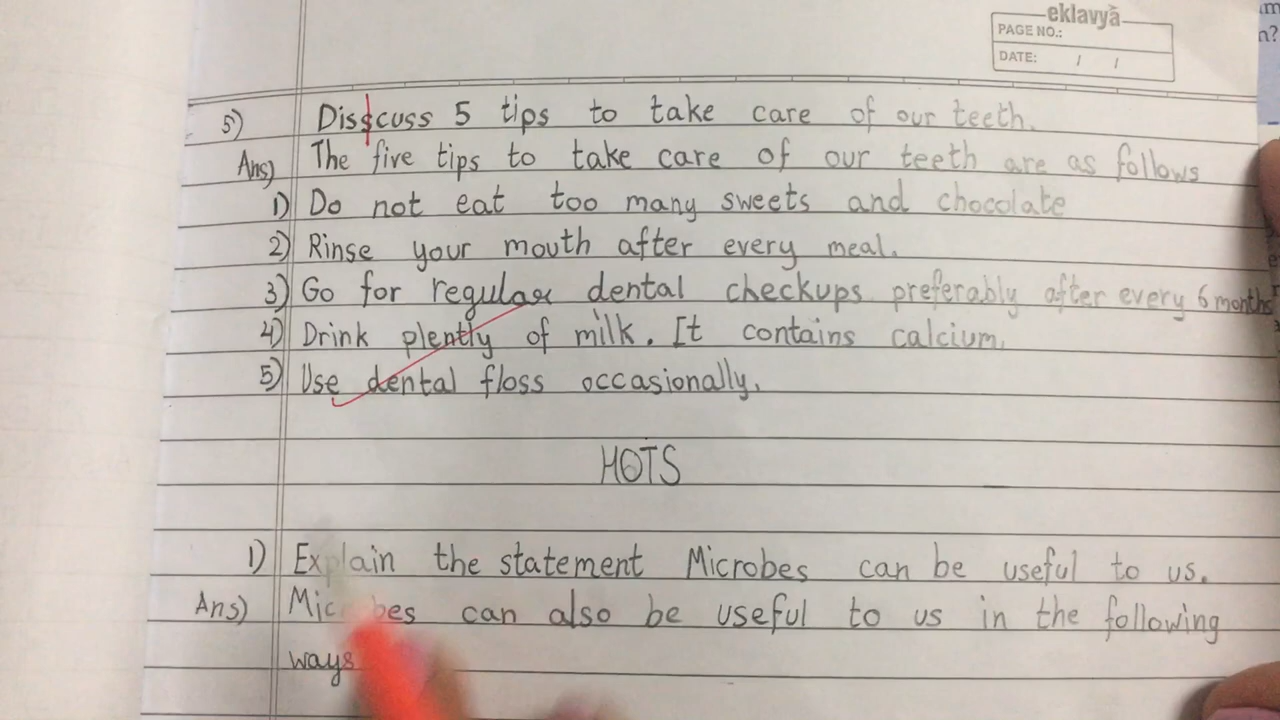 eklavya
PAGE NO.:
DATE: / /
m
n?
5) Disscuss 5 tips to take care of our teeth.
Ans) The five tips to take care of our teeth are as follows
1) Do not eat too many sweets and chocolate
2) Rinse your mouth after every meal.
3) Go for regular dental checkups preferably after every 6 months
4) Drink plently of milk. It contains calcium.
5) Use dental floss occasionally.
HOTS
1) Explain the statement Microbes can be useful to us.
Ans) Microbes can also be useful to us in the following
ways